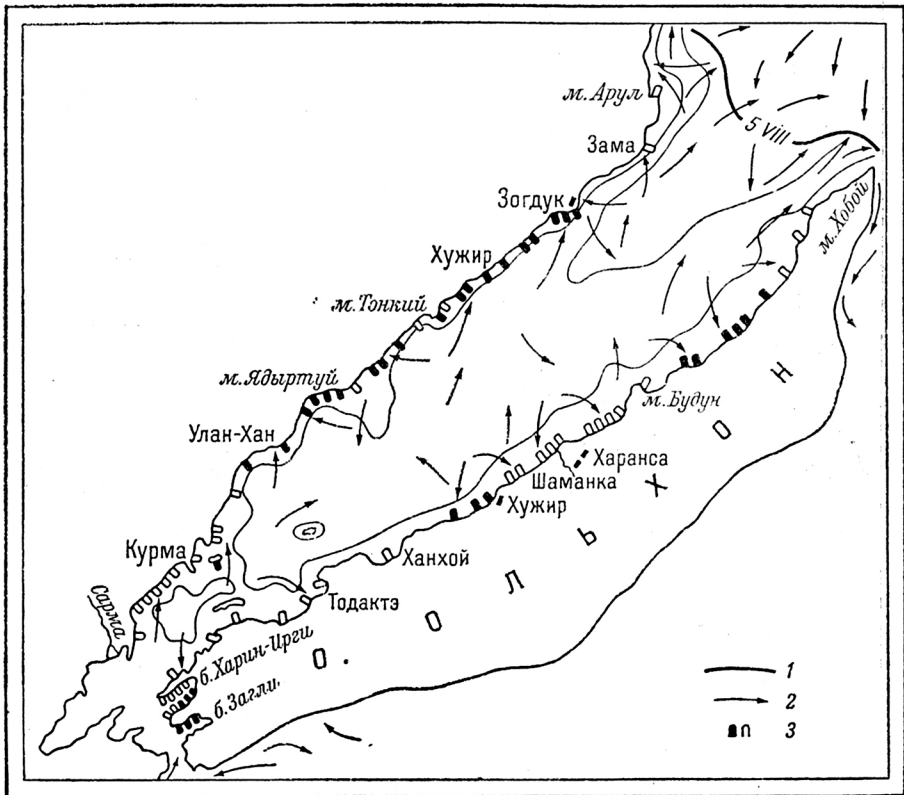 м. Арул
5 VIII
Зама
Зогдук
м. Хобой
Хужир
м. Тонкий
м. Ядыртуй
м. Будун
Улан-Хан
Харанса
Шаманка
Хужир
Курма
Ханхой
Тодактэ
Сарма
б. Харин-Ирги
б. Загли
О. ОЛЬХОН
1
2
3